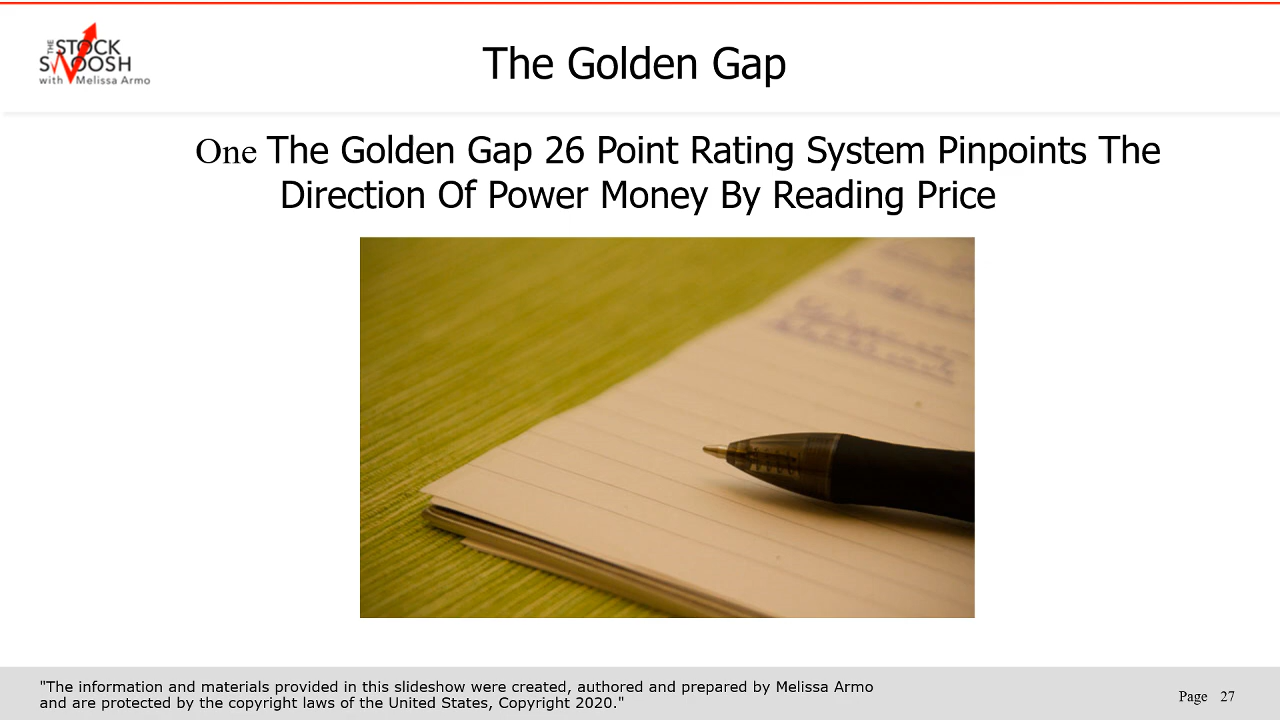 THE STOCK
SWOOSH
with Melissa Armo
The Golden Gap
One The Golden Gap 26 Point Rating System Pinpoints The
Direction Of Power Money By Reading Price
"The information and materials provided in this slideshow were created, authored and prepared by Melissa Armo
and are protected by the copyright laws of the United States, Copyright 2020."
Page 27